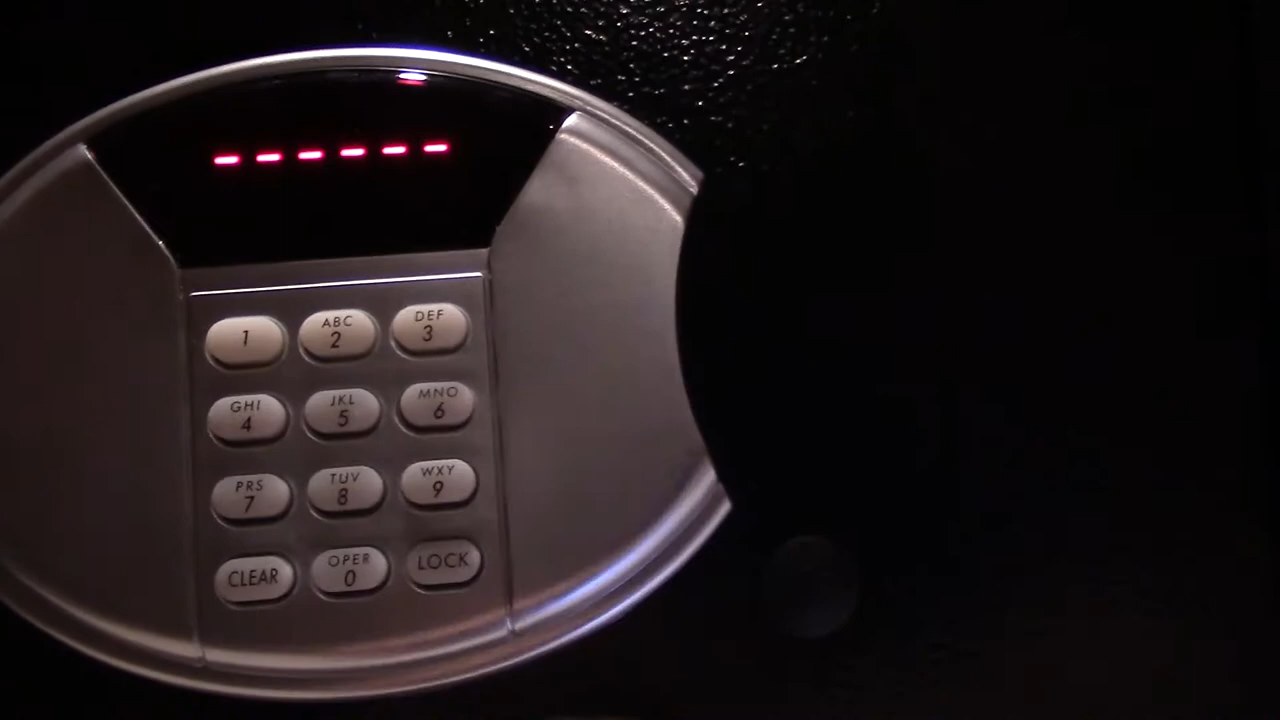 ------
1
ABC
2
DEF
3
GHI
4
JKL
5
MNO
6
PRS
7
TUV
8
WXY
9
CLEAR
OPER
0
LOCK